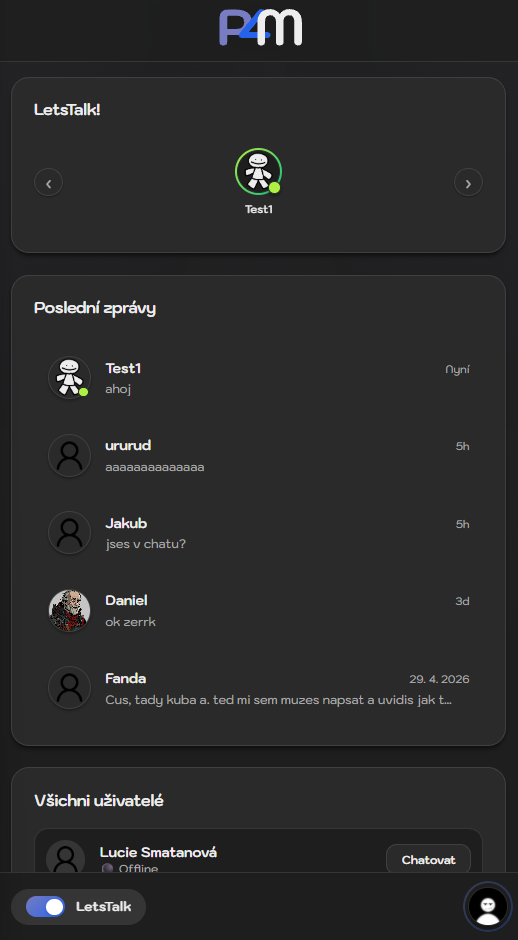 P4M
LetsTalk!
‹
›
Test1
Poslední zprávy
Test1
Nyní
ahoj
ururud
5h
aaaaaaaaaaaaaa
Jakub
5h
jses v chatu?
Daniel
3d
ok zerrk
Fanda
29. 4. 2026
Cus, tady kuba a. ted mi sem muzes napsat a uvidis jak t...
Všichni uživatelé
Lucie Smatanová
Offline
Chatovat
LetsTalk